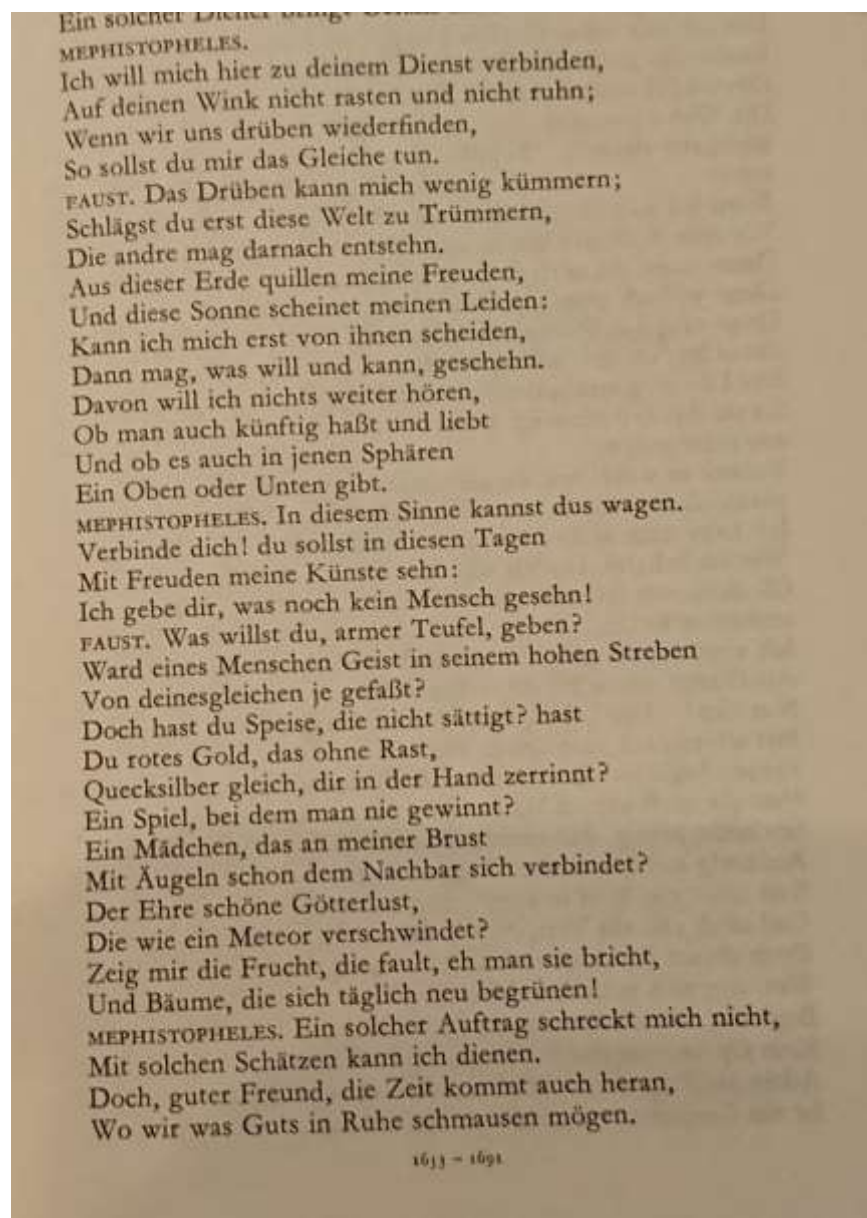 Ein solcher Diener bringt
MEPHISTOPHELES.
Ich will mich hier zu deinem Dienst verbinden,
Auf deinen Wink nicht rasten und nicht ruhn;
Wenn wir uns drüben wiederfinden,
So sollst du mir das Gleiche tun.
FAUST. Das Drüben kann mich wenig kümmern;
Schlägst du erst diese Welt zu Trümmern,
Die andre mag darnach entstehn.
Aus dieser Erde quillen meine Freuden,
Und diese Sonne scheinet meinen Leiden:
Kann ich mich erst von ihnen scheiden,
Dann mag, was will und kann, geschehn.
Davon will ich nichts weiter hören,
Ob man auch künftig haßt und liebt
Und ob es auch in jenen Sphären
Ein Oben oder Unten gibt.
MEPHISTOPHELES. In diesem Sinne kannst dus wagen.
Verbinde dich! du sollst in diesen Tagen
Mit Freuden meine Künste sehn:
Ich gebe dir, was noch kein Mensch gesehn!
FAUST. Was willst du, armer Teufel, geben?
Ward eines Menschen Geist in seinem hohen Streben
Von deinesgleichen je gefaßt?
Doch hast du Speise, die nicht sättigt? hast
Du rotes Gold, das ohne Rast,
Quecksilber gleich, dir in der Hand zerrinnt?
Ein Spiel, bei dem man nie gewinnt?
Ein Mädchen, das an meiner Brust
Mit Äugeln schon dem Nachbar sich verbindet?
Der Ehre schöne Götterlust,
Die wie ein Meteor verschwindet?
Zeig mir die Frucht, die fault, eh man sie bricht,
Und Bäume, die sich täglich neu begrünen!
MEPHISTOPHELES. Ein solcher Auftrag schreckt mich nicht,
Mit solchen Schätzen kann ich dienen.
Doch, guter Freund, die Zeit kommt auch heran,
Wo wir was Guts in Ruhe schmausen mögen.
1633 – 1691